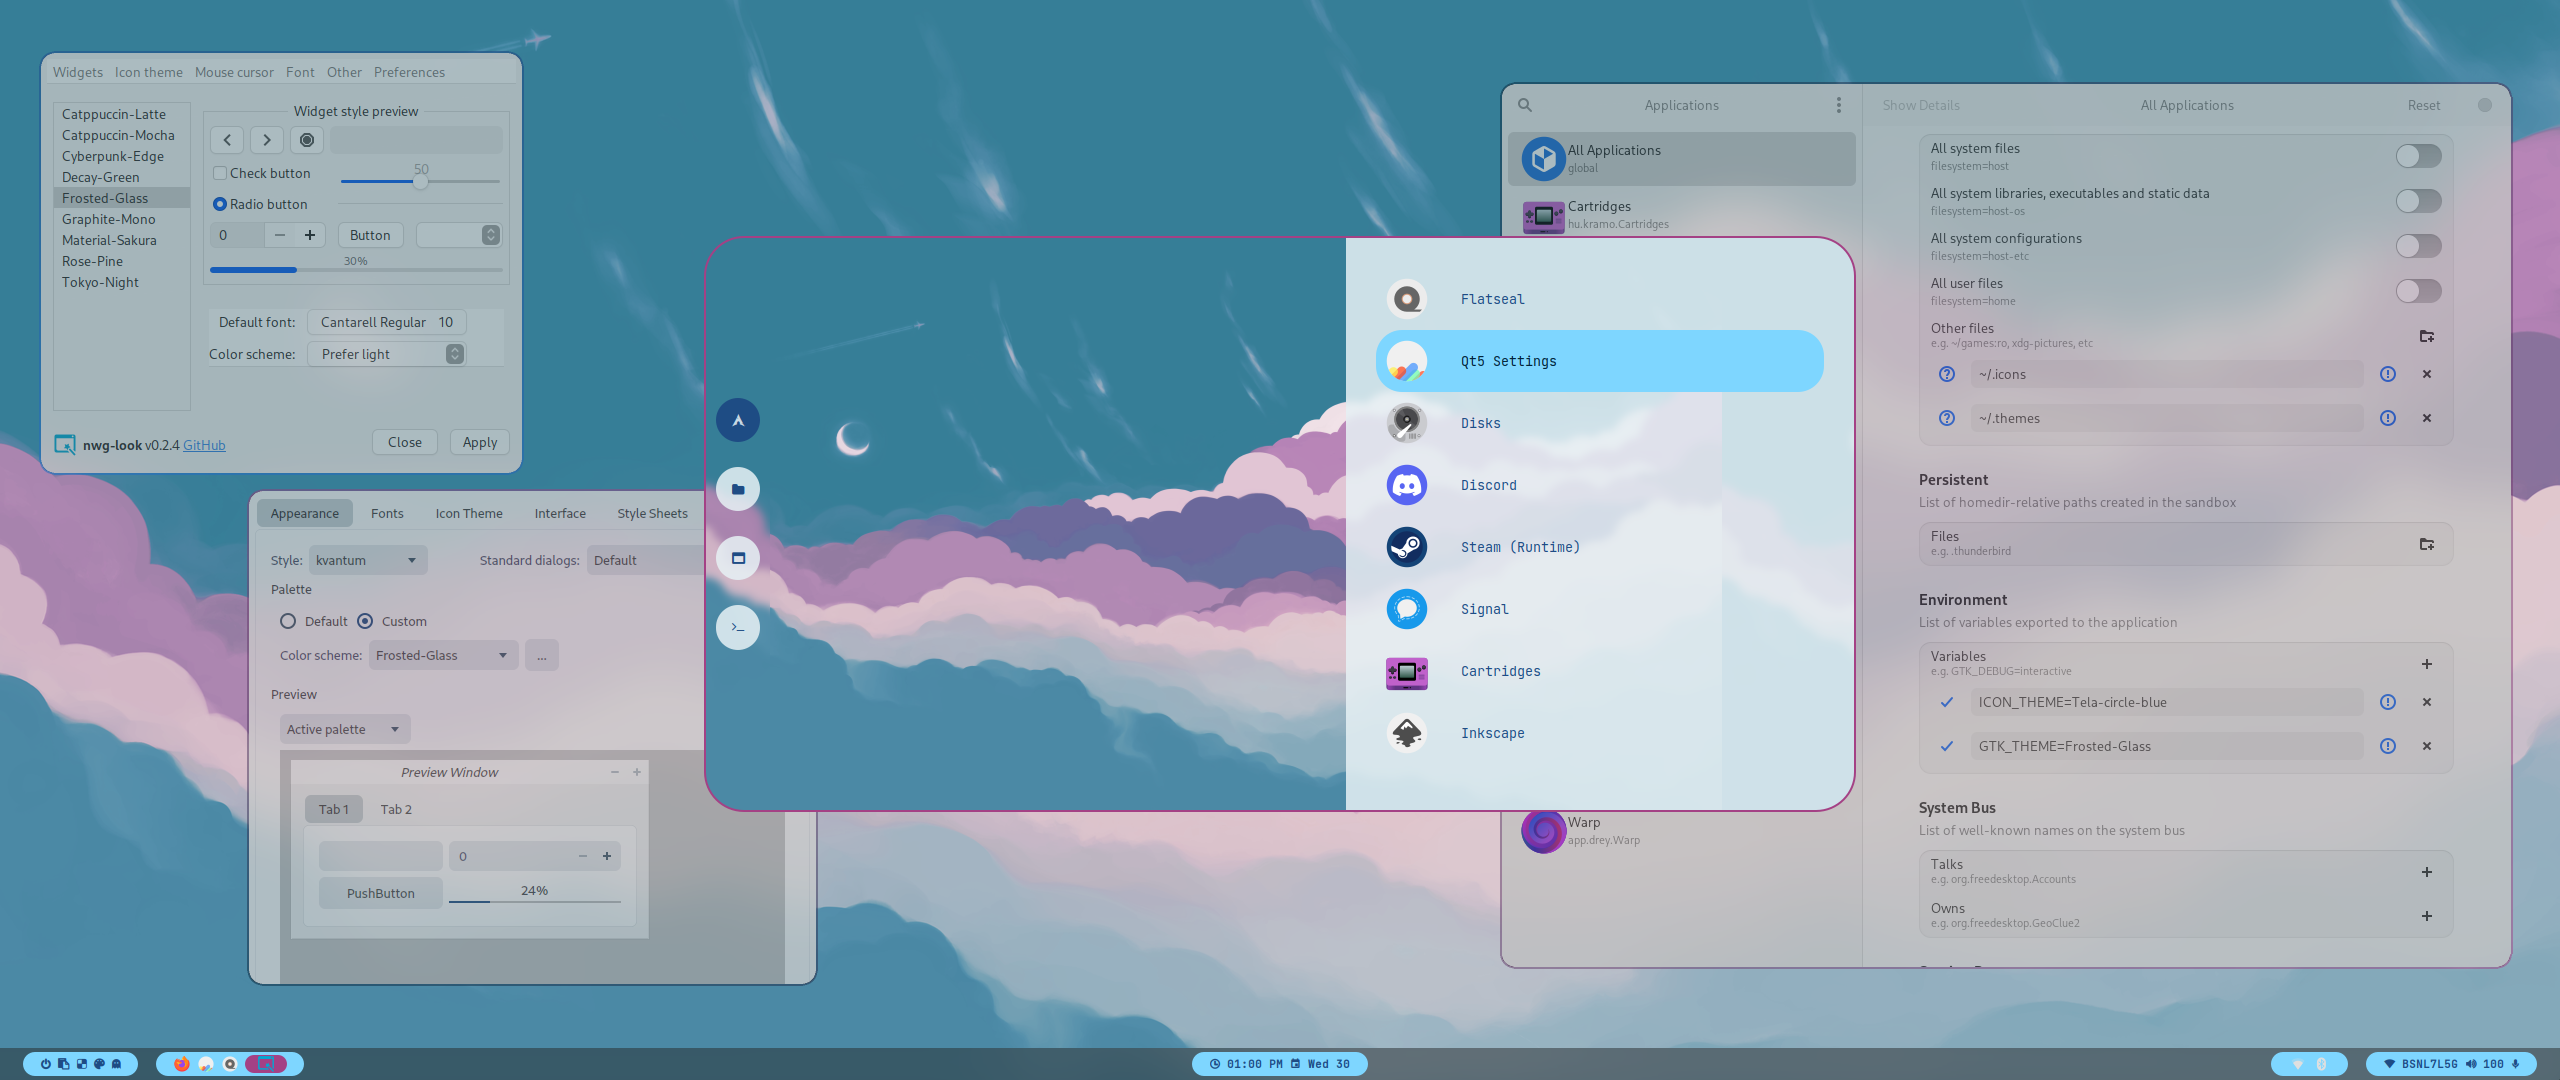 Widgets Icon theme Mouse cursor Font Other Preferences
Catppuccin-Latte
Catppuccin-Mocha
Cyberpunk-Edge
Decay-Green
Frosted-Glass
Graphite-Mono
Material-Sakura
Rose-Pine
Tokyo-Night
Widget style preview
Check button
50
Radio button
0
Button
30%
Default font: Cantarell Regular 10
Color scheme: Prefer light
nwg-look v0.2.4 GitHub
Close Apply
Appearance Fonts Icon Theme Interface Style Sheets
Style: kvantum Standard dialogs: Default
Palette
Default Custom
Color scheme: Frosted-Glass ...
Preview
Active palette
Preview Window
Tab 1 Tab 2
0
PushButton 24%
Flatseal
Qt5 Settings
Disks
Discord
Steam (Runtime)
Signal
Cartridges
Inkscape
Applications
All Applications
global
Cartridges
hu.kramo.Cartridges
Warp
app.drey.Warp
Show Details All Applications Reset
All system files
filesystem=host
All system libraries, executables and static data
filesystem=host-os
All system configurations
filesystem=host-etc
All user files
filesystem=home
Other files
e.g. ~/games:ro, xdg-pictures, etc
~/.icons
~/.themes
Persistent
List of homedir-relative paths created in the sandbox
Files
e.g. .thunderbird
Environment
List of variables exported to the application
Variables
e.g. GTK_DEBUG=interactive
ICON_THEME=Tela-circle-blue
GTK_THEME=Frosted-Glass
System Bus
List of well-known names on the system bus
Talks
e.g. org.freedesktop.Accounts
Owns
e.g. org.freedesktop.GeoClue2
01:00 PM Wed 30
BSNL7L5G 100